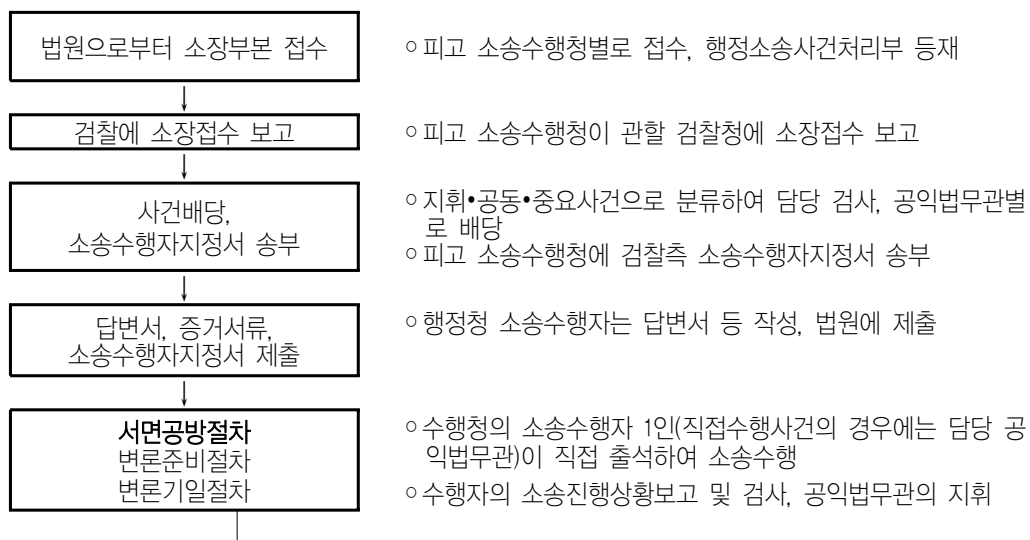 법원으로부터 소장부본 접수
○ 피고 소송수행청별로 접수, 행정소송사건처리부 등재
검찰에 소장접수 보고
○ 피고 소송수행청이 관할 검찰청에 소장접수 보고
사건배당,
소송수행자지정서 송부
○ 지휘•공동•중요사건으로 분류하여 담당 검사, 공익법무관별
로 배당
○ 피고 소송수행청에 검찰측 소송수행자지정서 송부
답변서, 증거서류,
소송수행자지정서 제출
○ 행정청 소송수행자는 답변서 등 작성, 법원에 제출
서면공방절차
변론준비절차
변론기일절차
○ 수행청의 소송수행자 1인(직접수행사건의 경우에는 담당 공
익법무관)이 직접 출석하여 소송수행
○ 수행자의 소송진행상황보고 및 검사, 공익법무관의 지휘